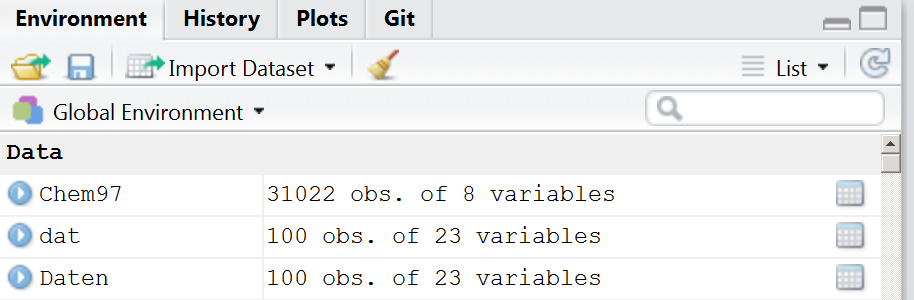 Environment History Plots Git
Import Dataset List
Global Environment
Data
Chem97 31022 obs. of 8 variables
dat 100 obs. of 23 variables
Daten 100 obs. of 23 variables